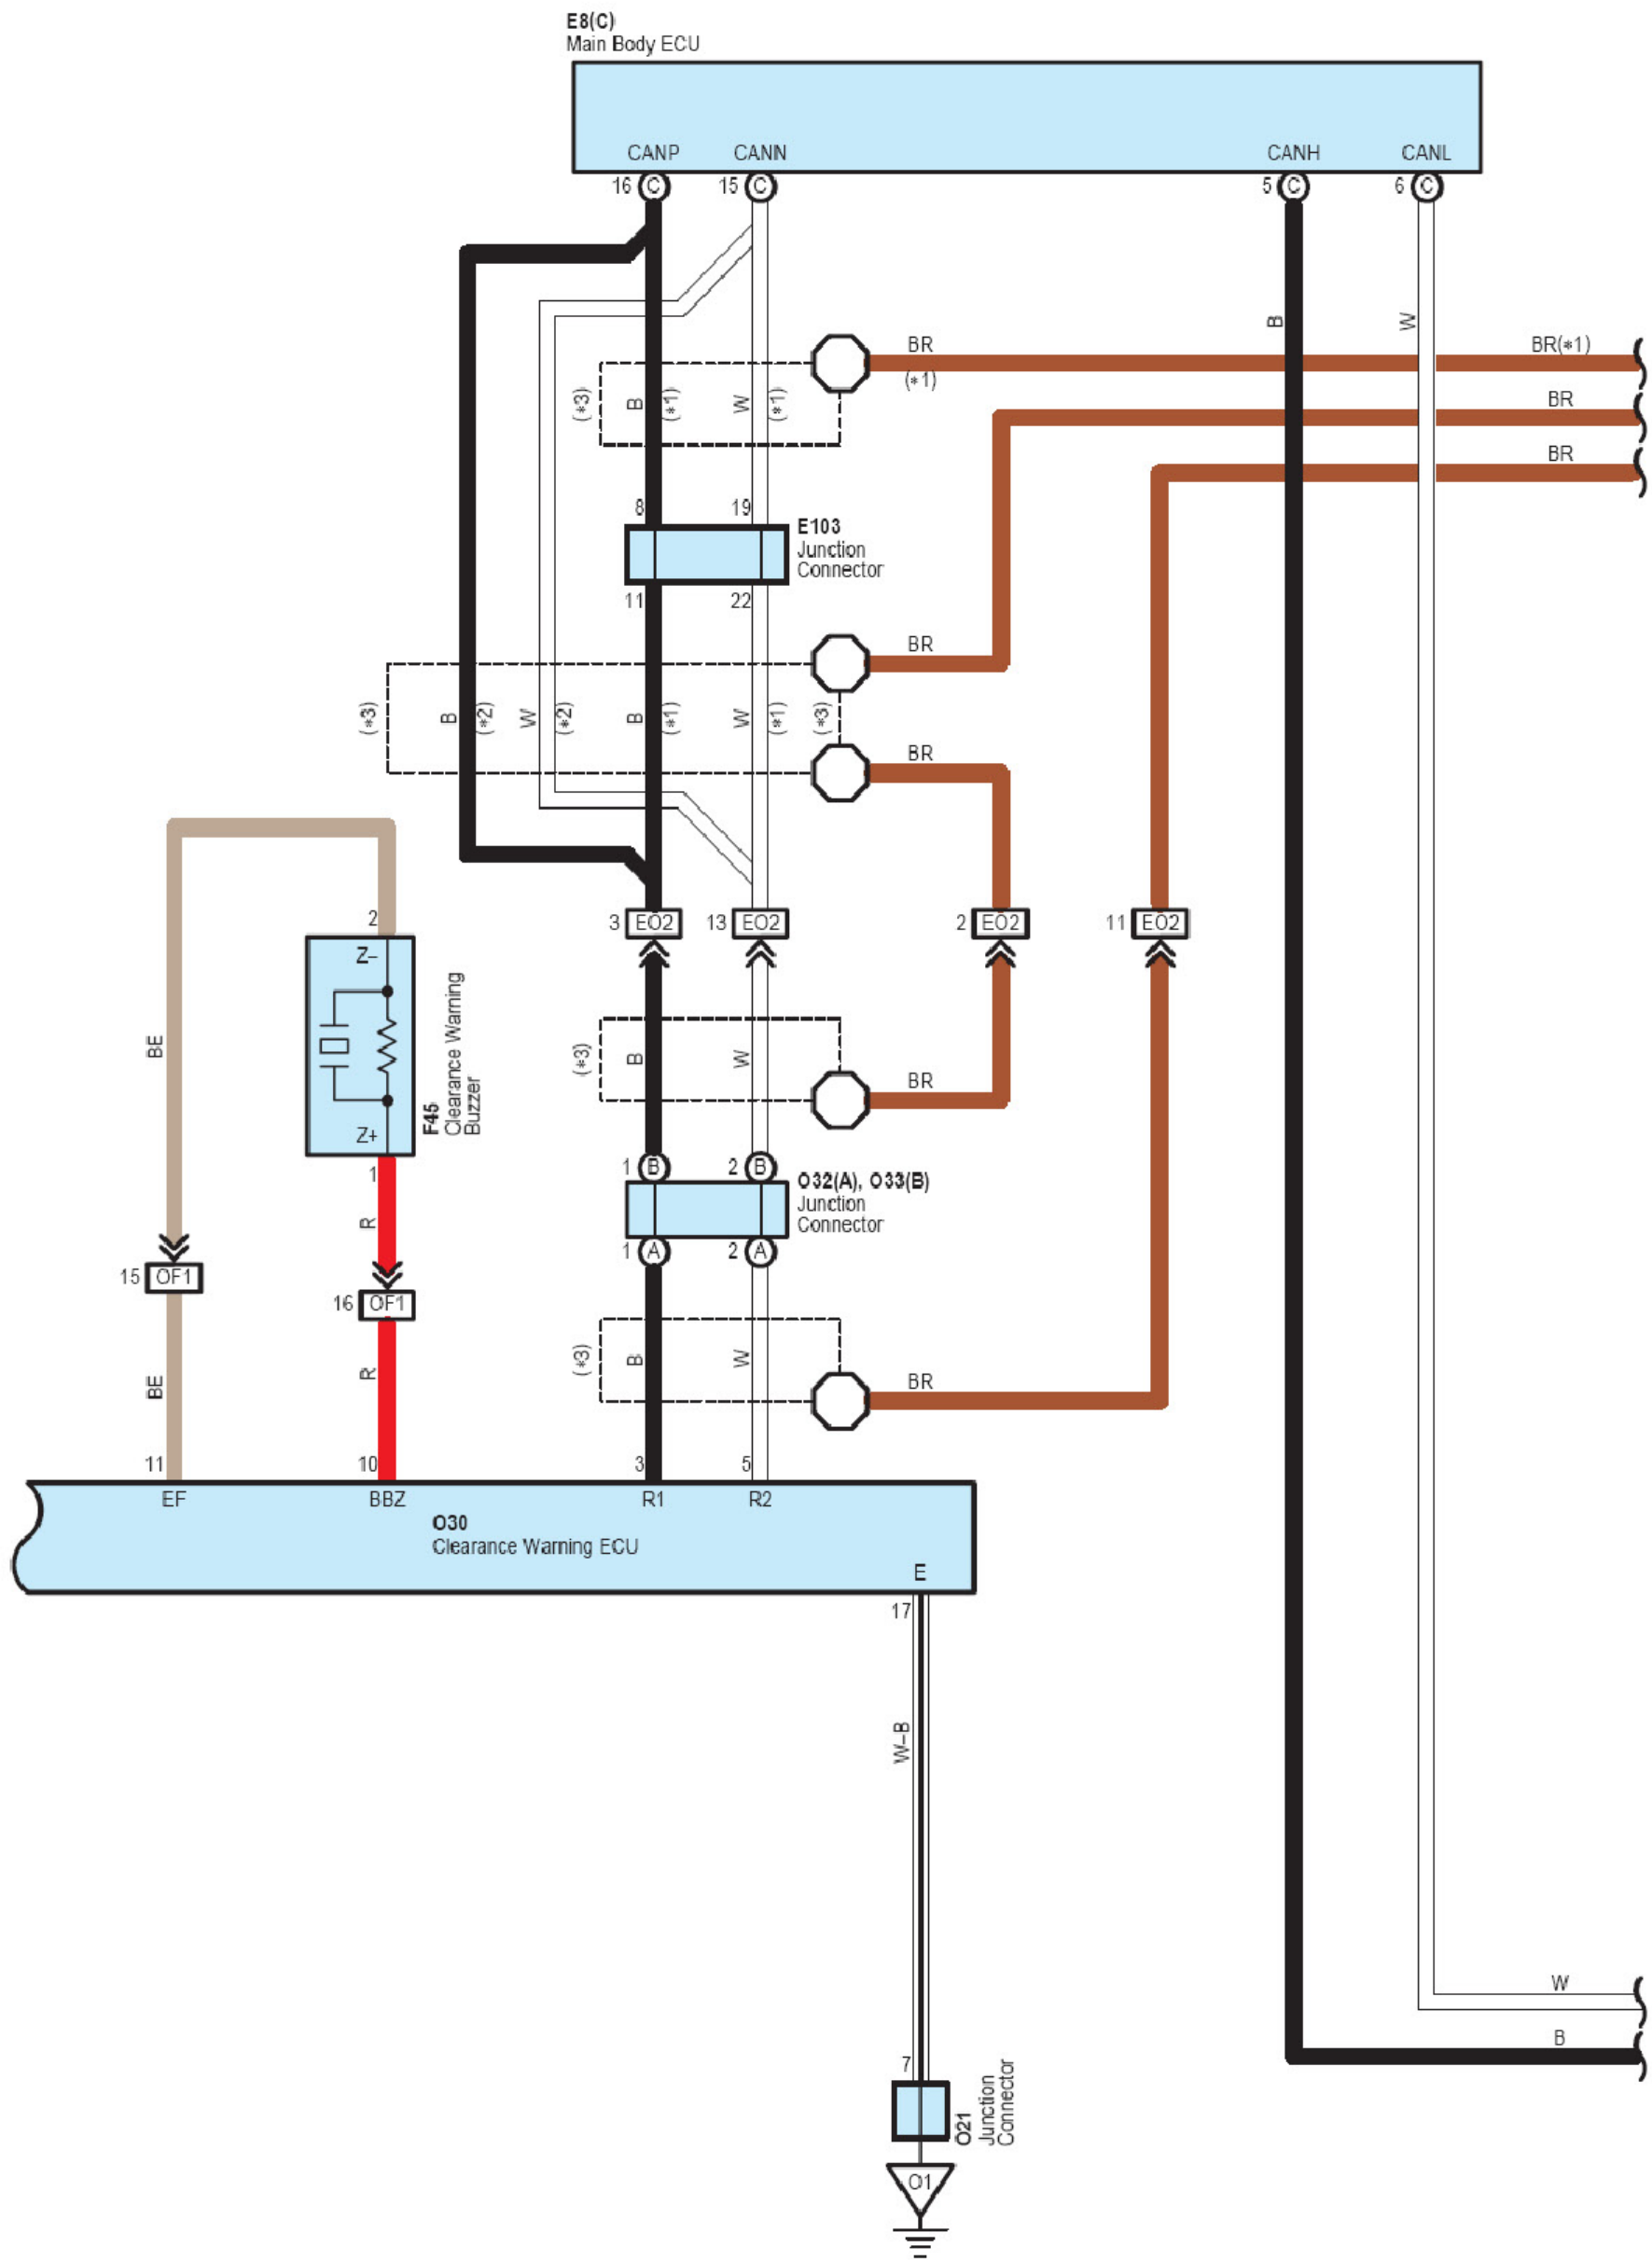 E8(C)
Main Body ECU
CANP CANN CANH CANL
16 C 15 C 5 C 6 C
B W
BR BR(*1)
(*1)
BR
(*3) B (*1) W (*1)
BR
8 19
E103
Junction
Connector
11 22
BR
(*3) B (*2) W (*2) B (*1) W (*1) (*3)
BR
2
3 EO2 13 EO2 2 EO2 11 EO2
Z–
F45
Clearance Warning
Buzzer
BE
(*3) B W
BR
Z+
1
1 B 2 B
O32(A), O33(B)
Junction
Connector
R
1 A 2 A
15 OF1
16 OF1
BE R
(*3) B W
BR
11 10 3 5
EF BBZ R1 R2
O30
Clearance Warning ECU
E
17
W–B
W
B
7
O21
Junction
Connector
O1